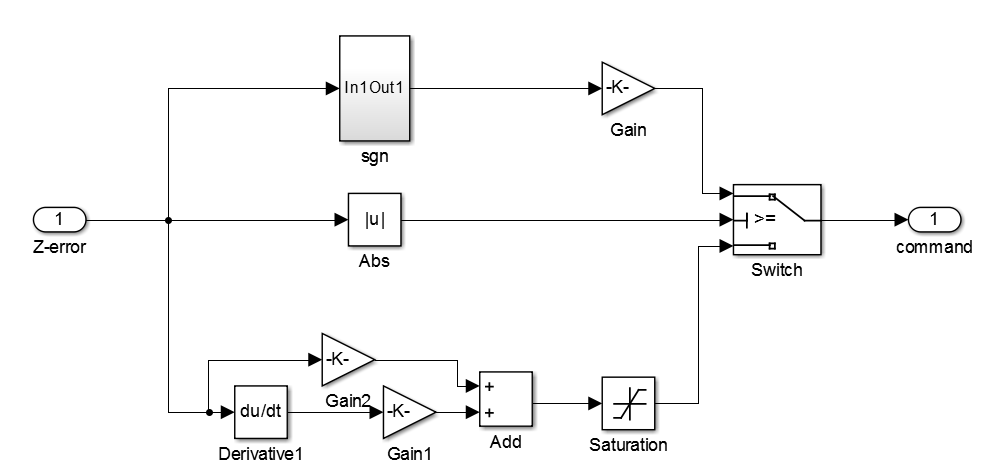 In1Out1
sgn
-K-
Gain
1
Z-error
|u|
Abs
>=
Switch
1
command
-K-
Gain2
du/dt
Derivative1
-K-
Gain1
+
+
Add
Saturation